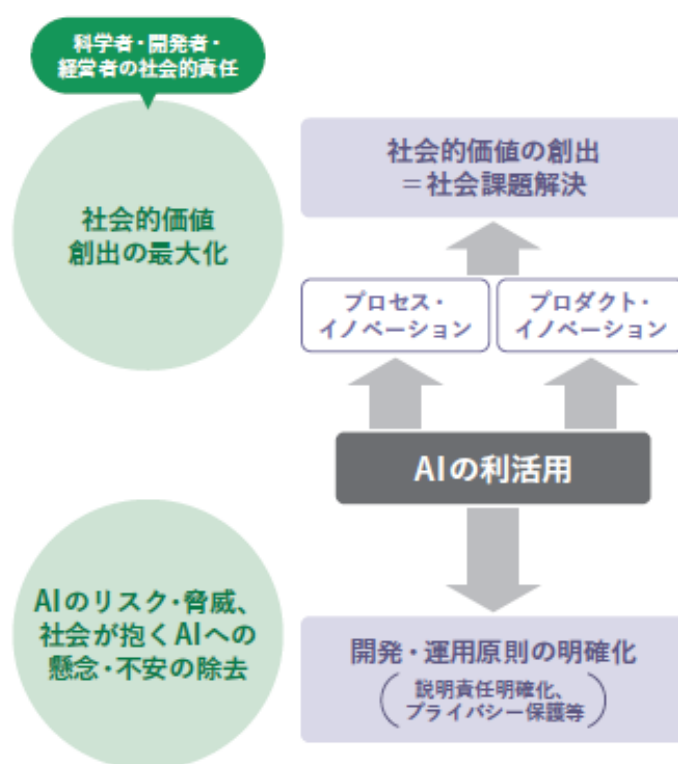 科学者・開発者・
経営者の社会的責任
社会的価値
創出の最大化
社会的価値の創出
＝社会課題解決
プロセス・
イノベーション
プロダクト・
イノベーション
AIの利活用
AIのリスク・脅威、
社会が抱くAIへの
懸念・不安の除去
開発・運用原則の明確化
（説明責任明確化、
プライバシー保護等）